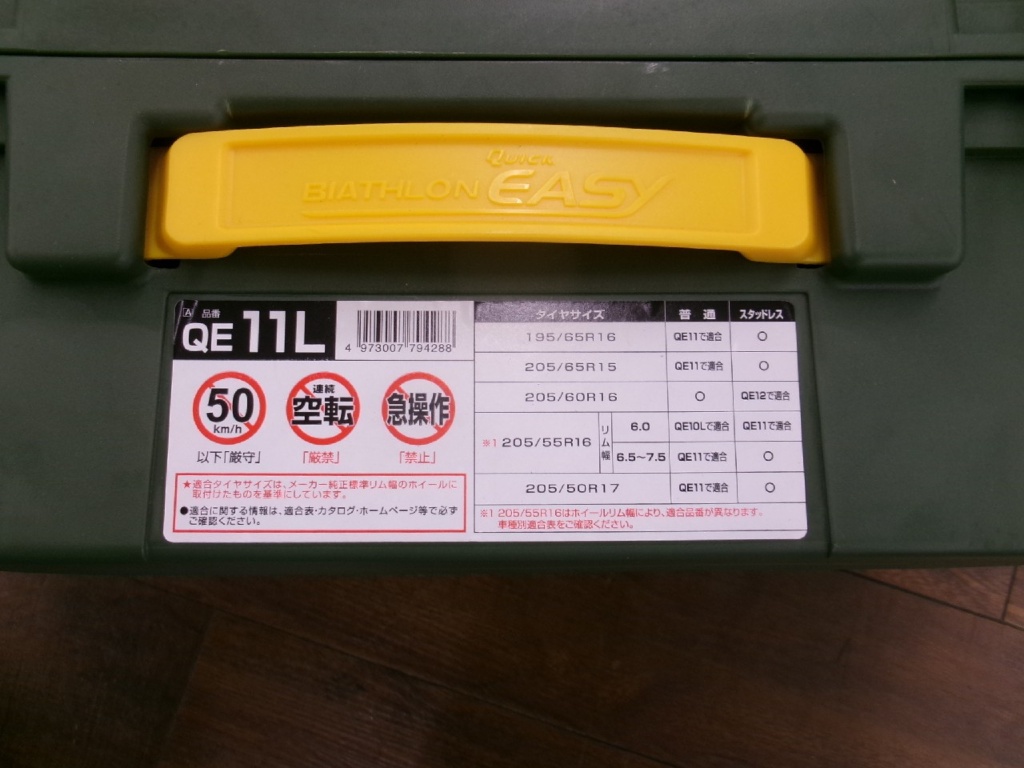 Quick
BIATHLON EASY
A 品番
QE 11L
4 973007 794288
50 km/h
連続 空転
急操作
以下「厳守」 「厳禁」 「禁止」
★適合タイヤサイズは、メーカー純正標準リム幅のホイールに
取付けたものを基準にしています。
●適合に関する情報は、適合表・カタログ・ホームページ等で必ず
ご確認ください。
タイヤサイズ 普通 スタッドレス
195/65R16 QE11で適合 ○
205/65R15 QE11で適合 ○
205/60R16 ○ QE12で適合
※1 205/55R16 リム幅 6.0 QE10Lで適合 QE11で適合
6.5~7.5 QE11で適合 ○
205/50R17 QE11で適合 ○
※1 205/55R16はホイールリム幅により、適合品番が異なります。
車種別適合表をご確認ください。